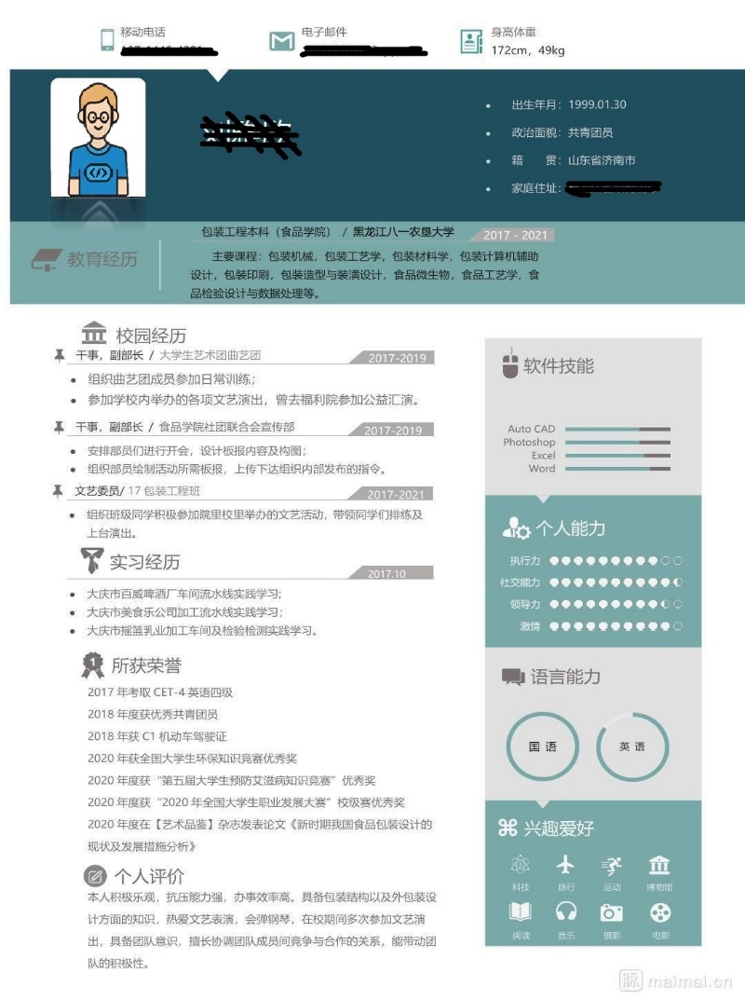 移动电话
电子邮件
身高体重
172cm，49kg
出生年月：1999.01.30
政治面貌：共青团员
籍 贯：山东省济南市
家庭住址：
教育经历
包装工程本科（食品学院） / 黑龙江八一农垦大学
2017 - 2021
主要课程：包装机械，包装工艺学，包装材料学，包装计算机辅助
设计，包装印刷，包装造型与装潢设计，食品微生物，食品工艺学，食
品检验设计与数据处理等。
校园经历
干事，副部长 / 大学生艺术团曲艺团
2017-2019
• 组织曲艺团成员参加日常训练；
• 参加学校内举办的各项文艺演出，曾去福利院参加公益汇演。
干事，副部长 / 食品学院社团联合会宣传部
2017-2019
• 安排部员们进行开会，设计板报内容及构图；
• 组织部员绘制活动所需板报，上传下达组织内部发布的指令。
文艺委员/ 17 包装工程班
2017-2021
• 组织班级同学积极参加院里校里举办的文艺活动，带领同学们排练及
上台演出。
实习经历
2017.10
• 大庆市百威啤酒厂车间流水线实践学习;
• 大庆市美食乐公司加工流水线实践学习；
• 大庆市摇篮乳业加工车间及检验检测实践学习。
所获荣誉
2017 年考取 CET-4 英语四级
2018 年度获优秀共青团员
2018 年获 C1 机动车驾驶证
2020 年获全国大学生环保知识竞赛优秀奖
2020 年度获“第五届大学生预防艾滋病知识竞赛”优秀奖
2020 年度获“2020 年全国大学生职业发展大赛”校级赛优秀奖
2020 年度在【艺术品鉴】杂志发表论文《新时期我国食品包装设计的
现状及发展措施分析》
个人评价
本人积极乐观，抗压能力强，办事效率高。具备包装结构以及外包装设
计方面的知识，热爱文艺表演，会弹钢琴，在校期间多次参加文艺演
出，具备团队意识，擅长协调团队成员间竞争与合作的关系，能带动团
队的积极性。
软件技能
Auto CAD
Photoshop
Excel
Word
个人能力
执行力
社交能力
领导力
激情
语言能力
国 语
英 语
兴趣爱好
科技
旅行
运动
博物馆
阅读
音乐
摄影
电影
脉 maimai.cn